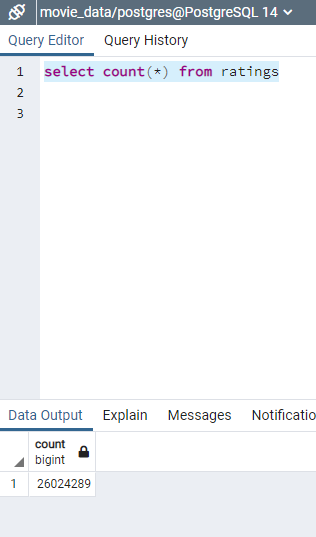 movie_data/postgres@PostgreSQL 14
Query Editor Query History
1 select count(*) from ratings
2
3
Data Output Explain Messages Notificatio
count
bigint
1 26024289